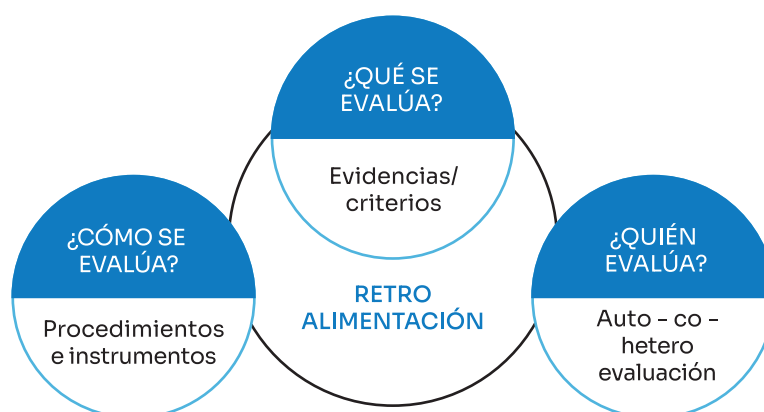 ¿QUÉ SE
EVALÚA?
Evidencias/
criterios
¿CÓMO SE
EVALÚA?
Procedimientos
e instrumentos
RETRO
ALIMENTACIÓN
¿QUIÉN
EVALÚA?
Auto – co –
hetero
evaluación